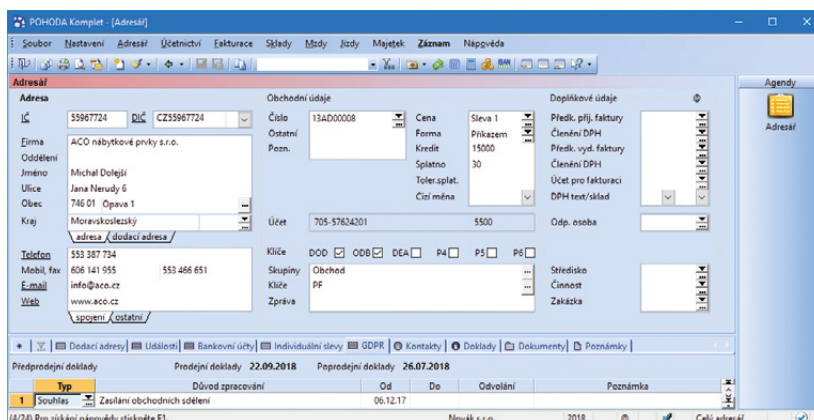 POHODA Komplet - [Adresář]
Soubor Nastavení Adresář Účetnictví Fakturace Sklady Mzdy Jízdy Majetek Záznam Nápověda
Adresář
Agendy
Adresa Obchodní údaje Doplňkové údaje
IČ 55967724 DIČ CZ55967724 Číslo 13AD00008 Cena Sleva 1 Předk. přij. faktury
Adresář
Ostatní Forma Příkazem Členění DPH
Firma ACO nábytkové prvky s.r.o. Pozn. Kredit 15000 Předk. vyd. faktury
Oddělení Splatno 30 Členění DPH
Jméno Michal Dolejší Toler.splat. Účet pro fakturaci
Ulice Jana Nerudy 6 Cizí měna DPH text/sklad
Obec 746 01 Opava 1
Kraj Moravskoslezský Účet 705-57624201 5500 Odp. osoba
adresa dodací adresa
Telefon 553 387 734 Klíče DOD ODB DEA P4 P5 P6
Mobil, fax 606 141 955 553 466 651 Skupiny Obchod Středisko
E-mail info@aco.cz Klíče PF Činnost
Web www.aco.cz Zpráva Zakázka
spojení ostatní
Dodací adresy Události Bankovní účty Individuální slevy GDPR Kontakty Doklady Dokumenty Poznámky
Předprodejní doklady Prodejní doklady 22.09.2018 Poprodejní doklady 26.07.2018
Typ Důvod zpracování Od Do Odvolání Poznámka
1 Souhlas Zasílání obchodních sdělení 06.12.17
(4/24) Pro získání nápovědy stiskněte F1. Novák s.r.o. 2018 @ Celý adresář